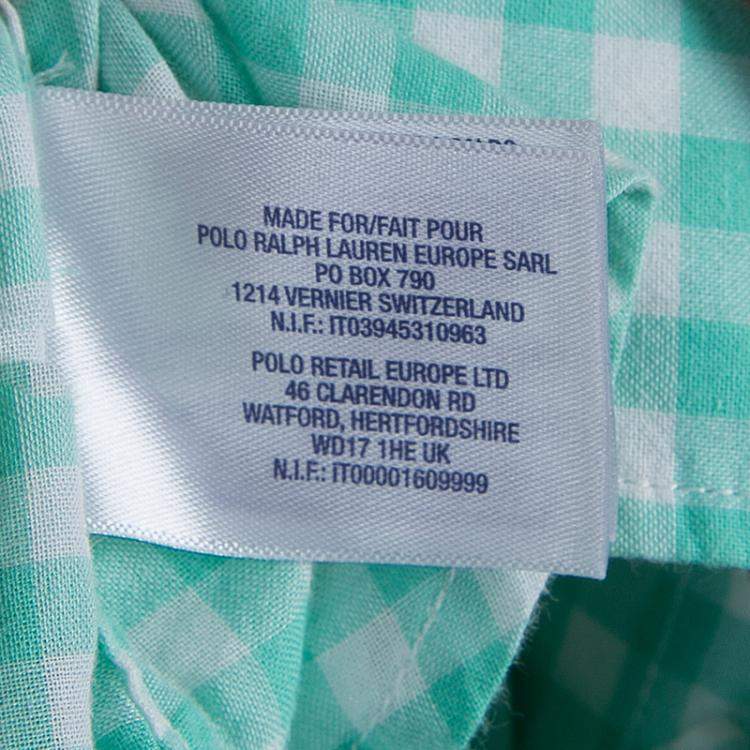 MADE FOR/FAIT POUR
POLO RALPH LAUREN EUROPE SARL
PO BOX 790
1214 VERNIER SWITZERLAND
N.I.F.: IT03945310963
POLO RETAIL EUROPE LTD
46 CLARENDON RD
WATFORD, HERTFORDSHIRE
WD17 1HE UK
N.I.F.: IT00001609999